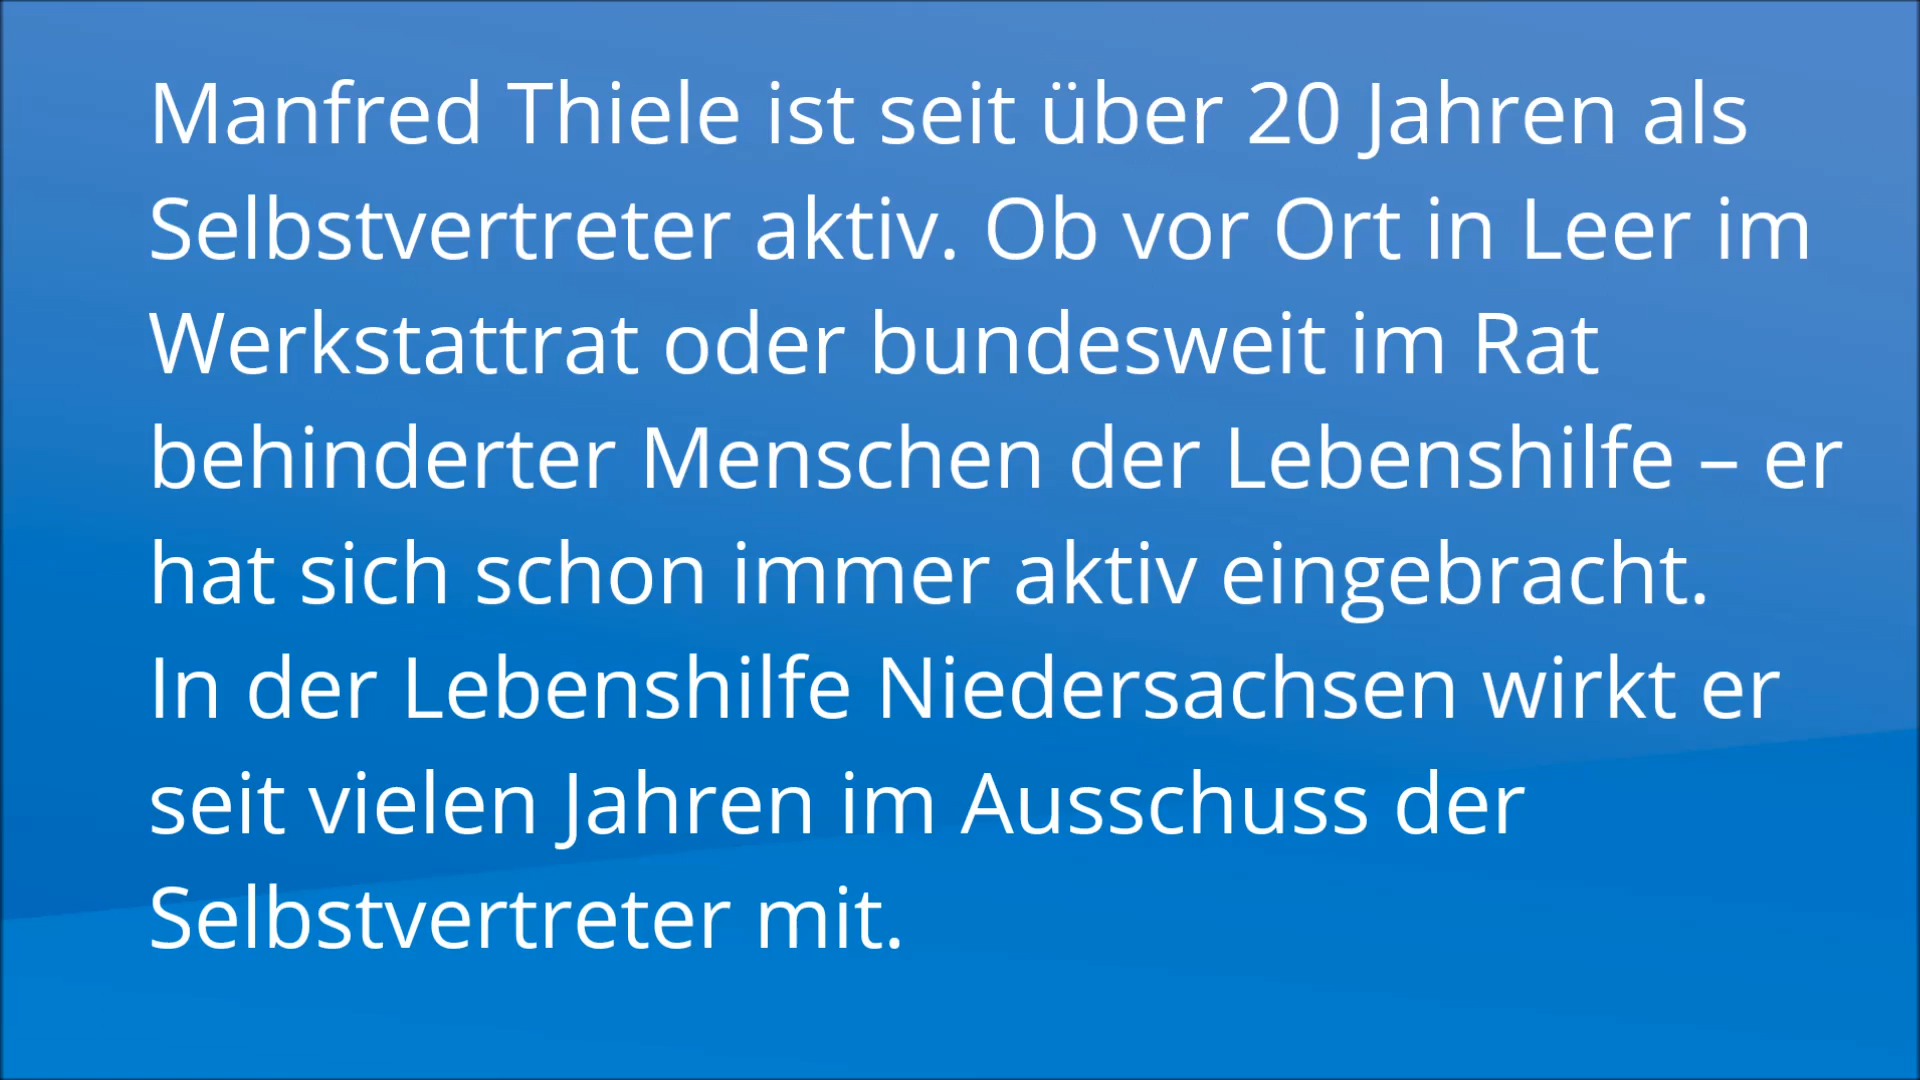 Manfred Thiele ist seit über 20 Jahren als
Selbstvertreter aktiv. Ob vor Ort in Leer im
Werkstattrat oder bundesweit im Rat
behinderter Menschen der Lebenshilfe – er
hat sich schon immer aktiv eingebracht.
In der Lebenshilfe Niedersachsen wirkt er
seit vielen Jahren im Ausschuss der
Selbstvertreter mit.